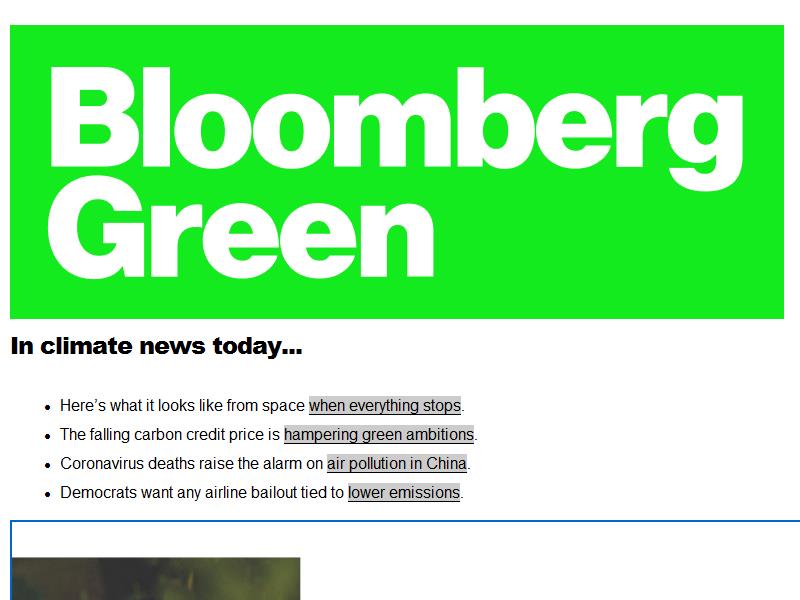 Bloomberg
Green
In climate news today...
• Here’s what it looks like from space when everything stops.
• The falling carbon credit price is hampering green ambitions.
• Coronavirus deaths raise the alarm on air pollution in China.
• Democrats want any airline bailout tied to lower emissions.